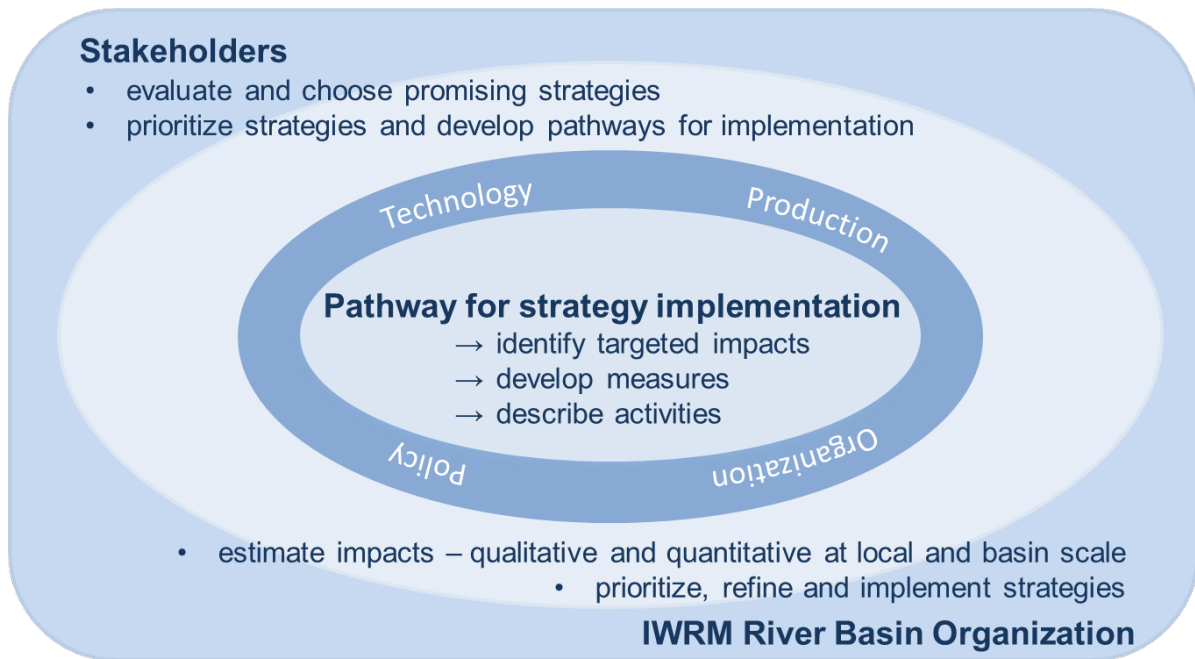 Stakeholders
• evaluate and choose promising strategies
• prioritize strategies and develop pathways for implementation
Technology
Production
Pathway for strategy implementation
→ identify targeted impacts
→ develop measures
→ describe activities
Policy
Organization
• estimate impacts – qualitative and quantitative at local and basin scale
• prioritize, refine and implement strategies
IWRM River Basin Organization